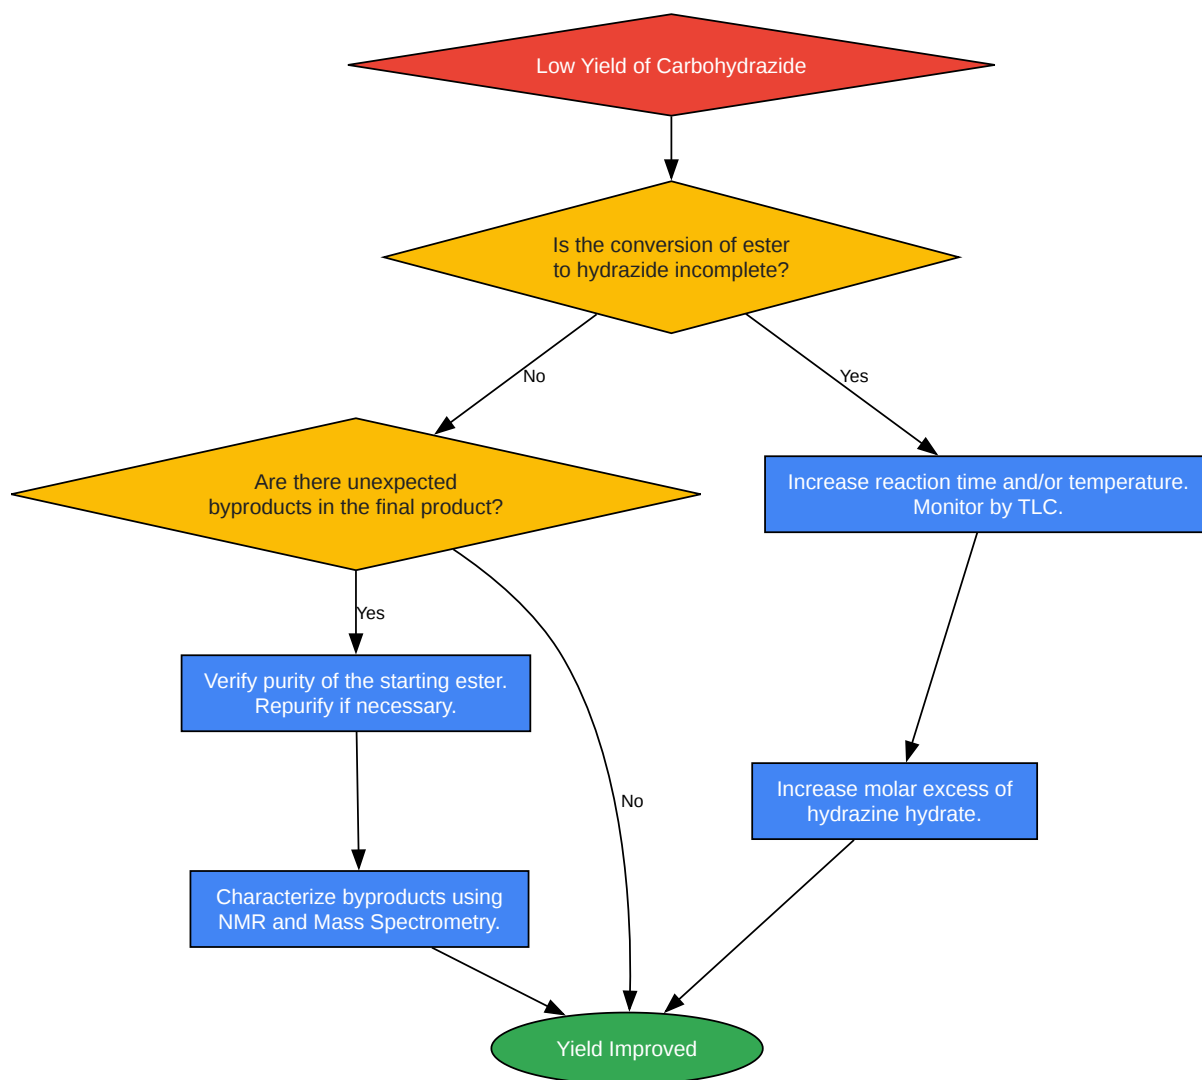 Low Yield of Carbohydrazide
Is the conversion of ester
to hydrazide incomplete?
No
Yes
Are there unexpected
byproducts in the final product?
Increase reaction time and/or temperature.
Monitor by TLC.
Yes
Verify purity of the starting ester.
Repurify if necessary.
No
Increase molar excess of
hydrazine hydrate.
Characterize byproducts using
NMR and Mass Spectrometry.
Yield Improved